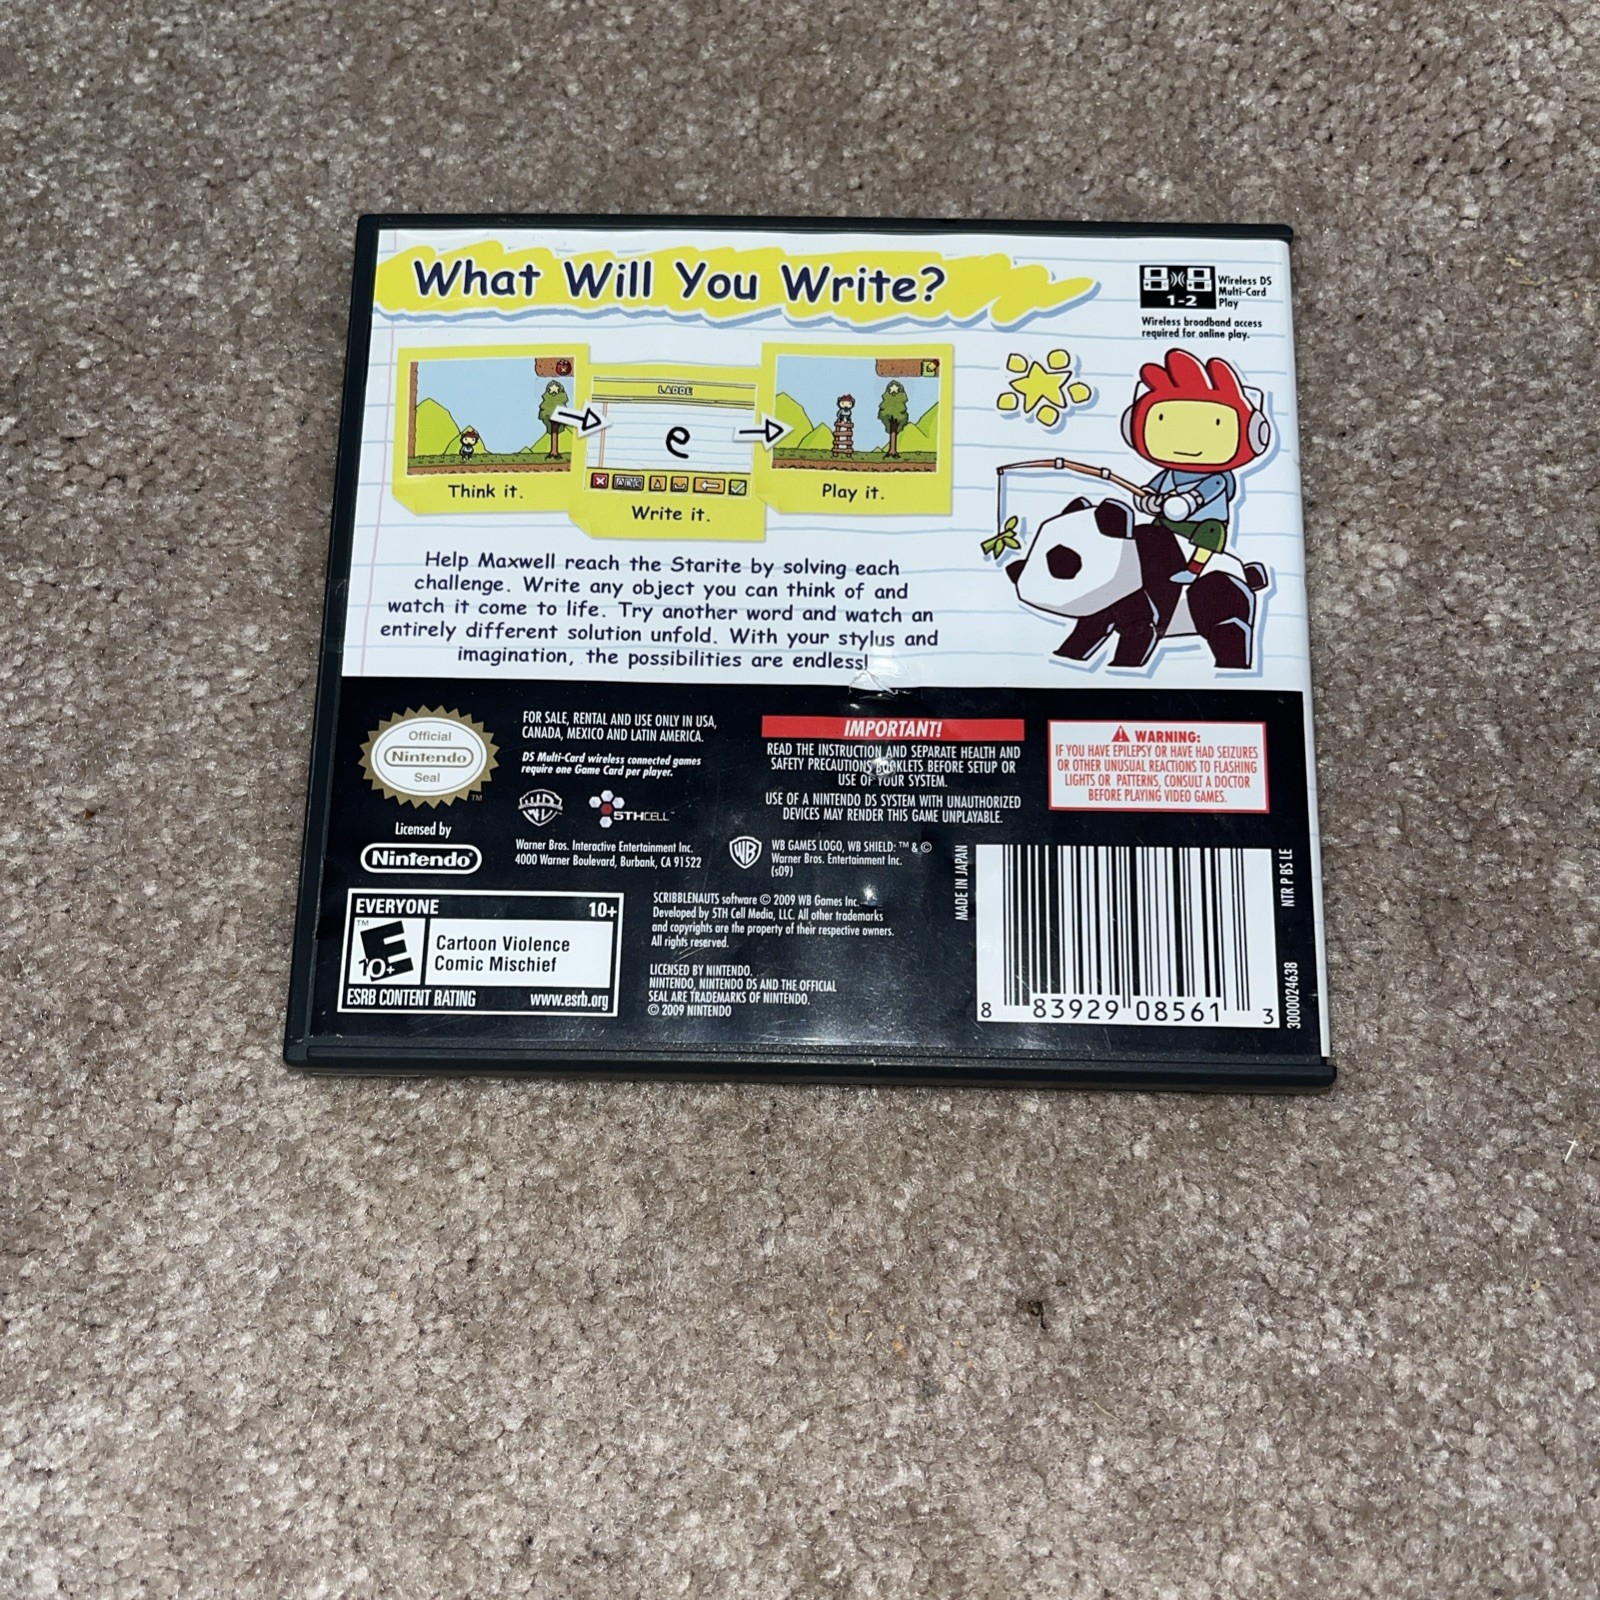 What Will You Write?
1-2
Wireless DS
Multi-Card
Play
Wireless broadband access
required for online play.
LADDE
e
ABC
Think it.
Write it.
Play it.
Help Maxwell reach the Starite by solving each
challenge. Write any object you can think of and
watch it come to life. Try another word and watch an
entirely different solution unfold. With your stylus and
imagination, the possibilities are endless!
Official
Nintendo
Seal
TM
Licensed by
Nintendo®
FOR SALE, RENTAL AND USE ONLY IN USA,
CANADA, MEXICO AND LATIN AMERICA.
DS Multi-Card wireless connected games
require one Game Card per player.
5THCELL™
Warner Bros. Interactive Entertainment Inc.
4000 Warner Boulevard, Burbank, CA 91522
IMPORTANT!
READ THE INSTRUCTION AND SEPARATE HEALTH AND
SAFETY PRECAUTIONS BOOKLETS BEFORE SETUP OR
USE OF YOUR SYSTEM.
USE OF A NINTENDO DS SYSTEM WITH UNAUTHORIZED
DEVICES MAY RENDER THIS GAME UNPLAYABLE.
WB
WB GAMES LOGO, WB SHIELD: ™ & ©
Warner Bros. Entertainment Inc.
(s09)
WARNING:
IF YOU HAVE EPILEPSY OR HAVE HAD SEIZURES
OR OTHER UNUSUAL REACTIONS TO FLASHING
LIGHTS OR PATTERNS, CONSULT A DOCTOR
BEFORE PLAYING VIDEO GAMES.
EVERYONE 10+
TM
E
10+
Cartoon Violence
Comic Mischief
ESRB CONTENT RATING www.esrb.org
SCRIBBLENAUTS software © 2009 WB Games Inc.
Developed by 5TH Cell Media, LLC. All other trademarks
and copyrights are the property of their respective owners.
All rights reserved.
LICENSED BY NINTENDO.
NINTENDO, NINTENDO DS AND THE OFFICIAL
SEAL ARE TRADEMARKS OF NINTENDO.
© 2009 NINTENDO
MADE IN JAPAN
8 83929 08561 3
NTR P BS LE
3000024638